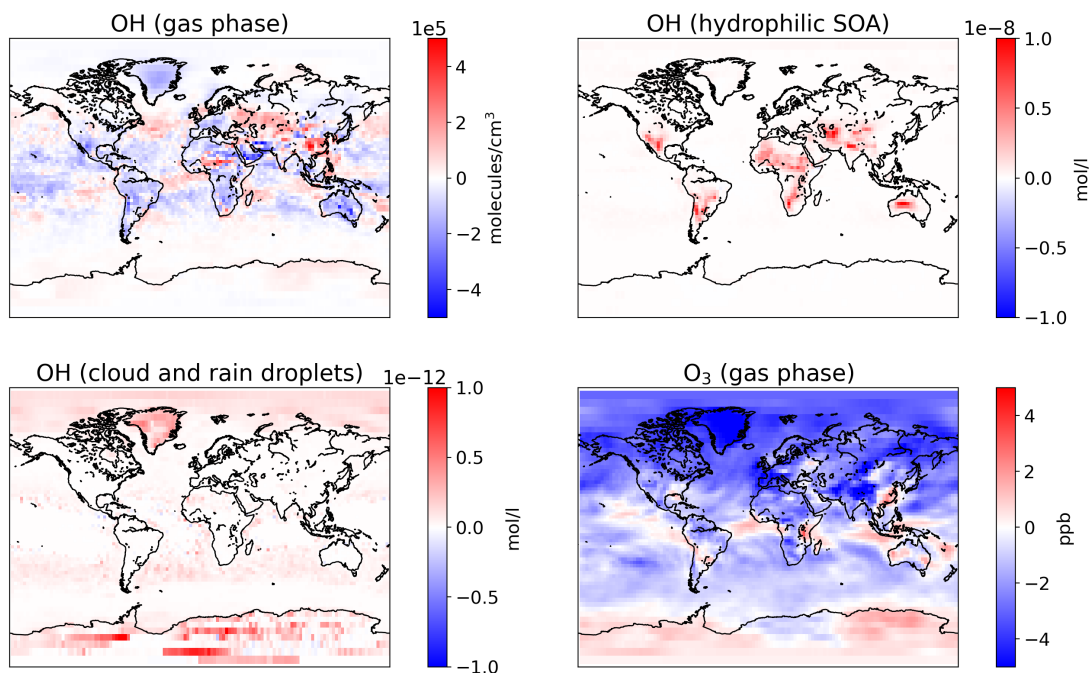 OH (gas phase)
1e5
4
2
0
−2
−4
molecules/cm³
OH (hydrophilic SOA)
1e−8
1.0
0.5
0.0
−0.5
−1.0
mol/l
OH (cloud and rain droplets)
1e−12
1.0
0.5
0.0
−0.5
−1.0
mol/l
O₃ (gas phase)
4
2
0
−2
−4
ppb